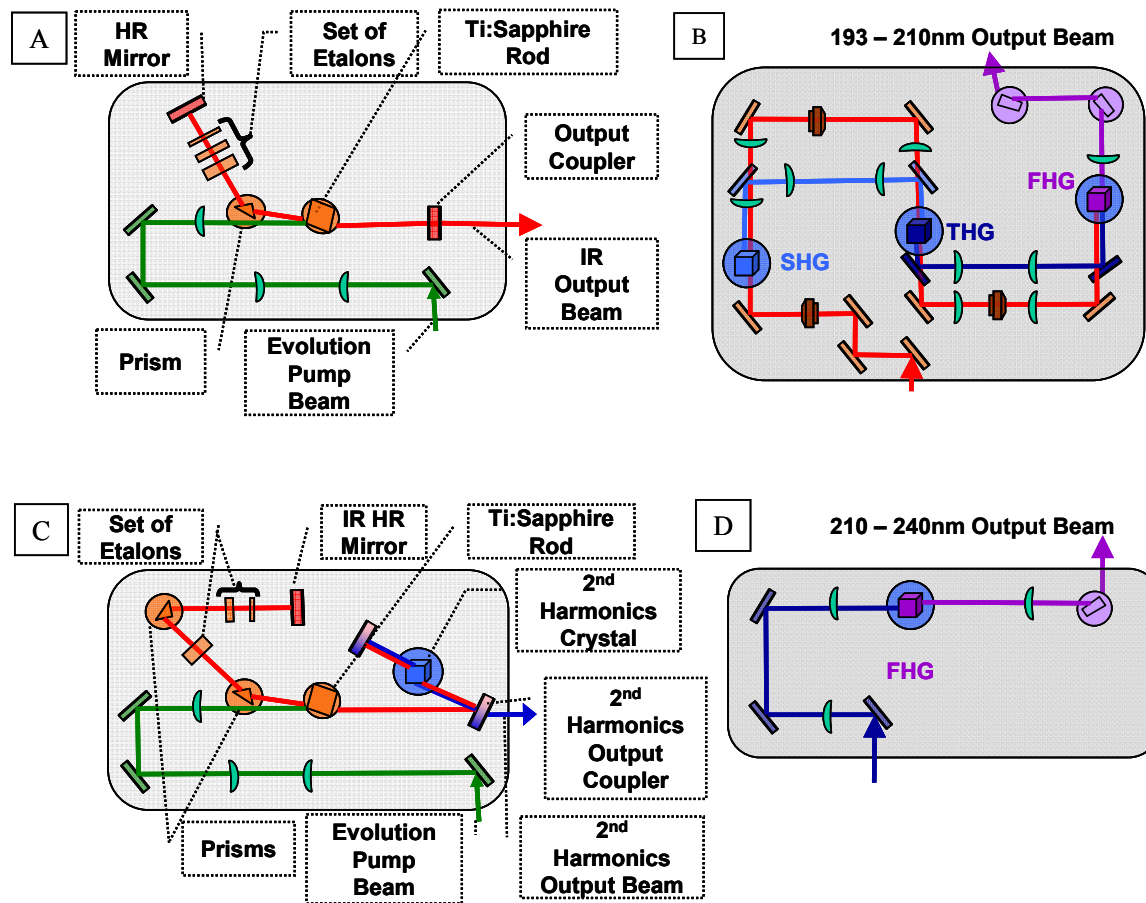 A
HR
Mirror
Set of
Etalons
Ti:Sapphire
Rod
Output
Coupler
IR
Output
Beam
Prism
Evolution
Pump
Beam
B
193 – 210nm Output Beam
FHG
THG
SHG
C
Set of
Etalons
IR HR
Mirror
Ti:Sapphire
Rod
2nd
Harmonics
Crystal
2nd
Harmonics
Output
Coupler
Prisms
Evolution
Pump
Beam
2nd
Harmonics
Output Beam
D
210 – 240nm Output Beam
FHG